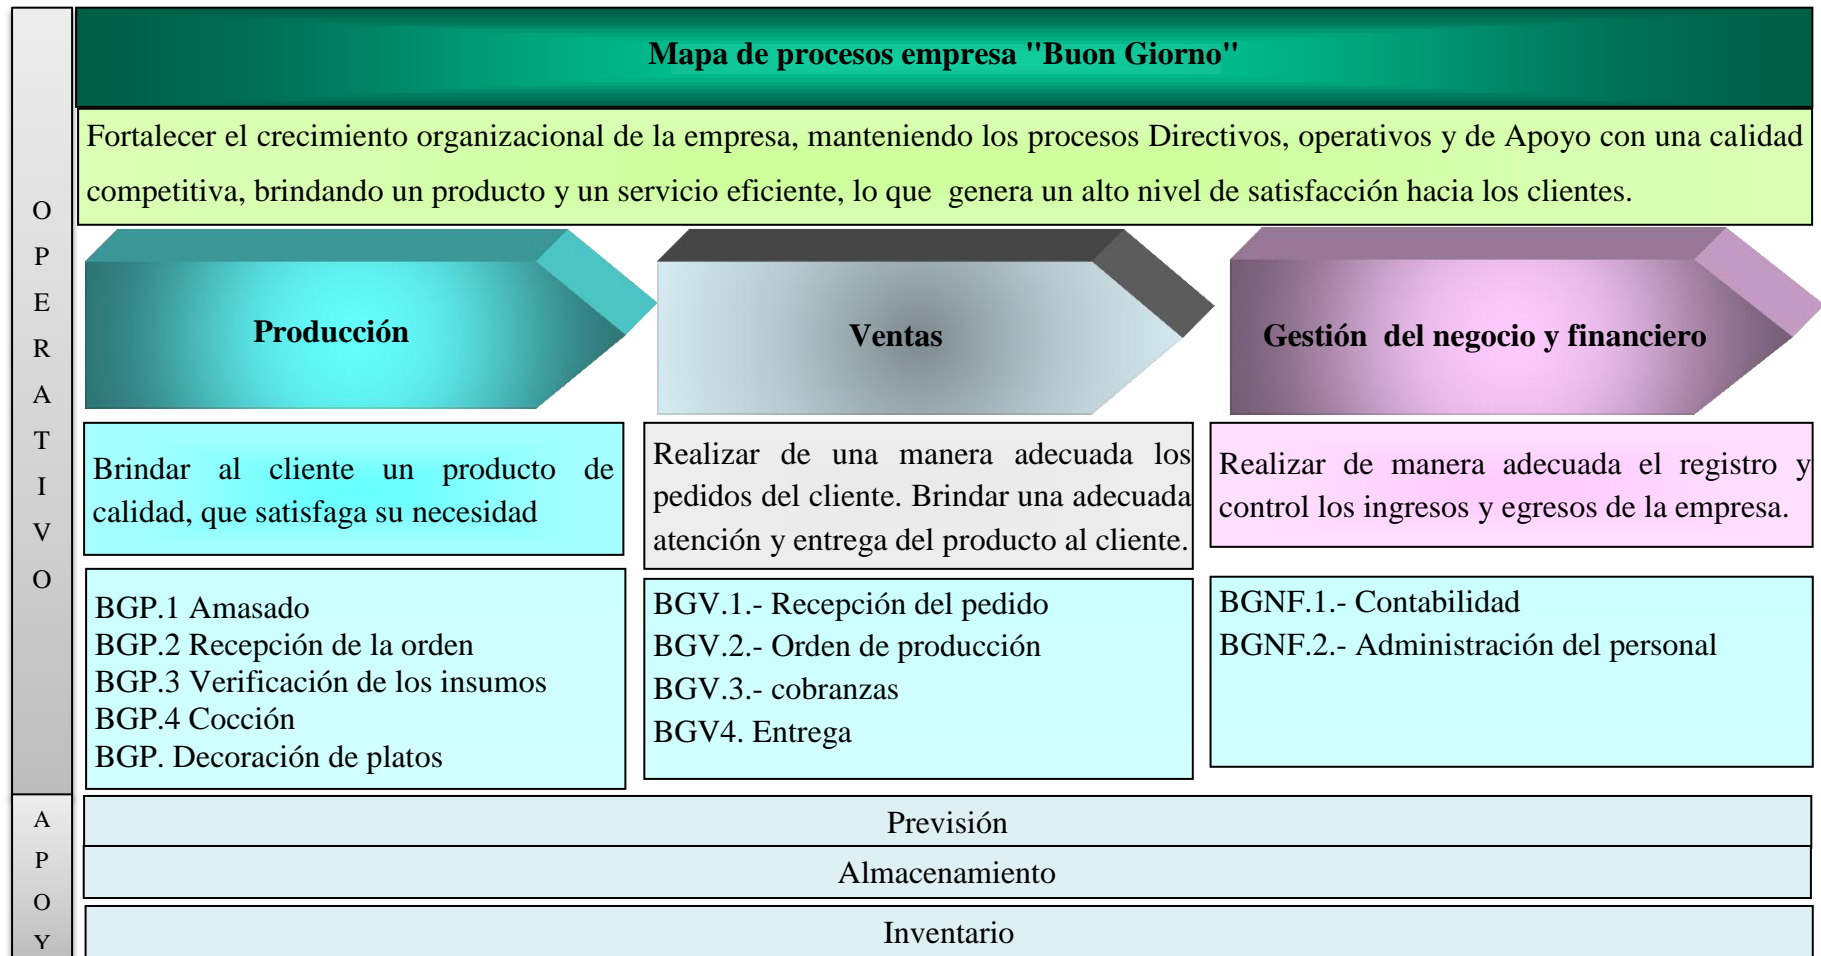 Mapa de procesos empresa "Buon Giorno"
Fortalecer el crecimiento organizacional de la empresa, manteniendo los procesos Directivos, operativos y de Apoyo con una calidad
competitiva, brindando un producto y un servicio eficiente, lo que genera un alto nivel de satisfacción hacia los clientes.
O
P
E
R
A
T
I
V
O
Producción
Ventas
Gestión del negocio y financiero
Brindar al cliente un producto de
calidad, que satisfaga su necesidad
Realizar de una manera adecuada los
pedidos del cliente. Brindar una adecuada
atención y entrega del producto al cliente.
Realizar de manera adecuada el registro y
control los ingresos y egresos de la empresa.
BGP.1 Amasado
BGP.2 Recepción de la orden
BGP.3 Verificación de los insumos
BGP.4 Cocción
BGP. Decoración de platos
BGV.1.- Recepción del pedido
BGV.2.- Orden de producción
BGV.3.- cobranzas
BGV4. Entrega
BGNF.1.- Contabilidad
BGNF.2.- Administración del personal
A
P
O
Y
Previsión
Almacenamiento
Inventario